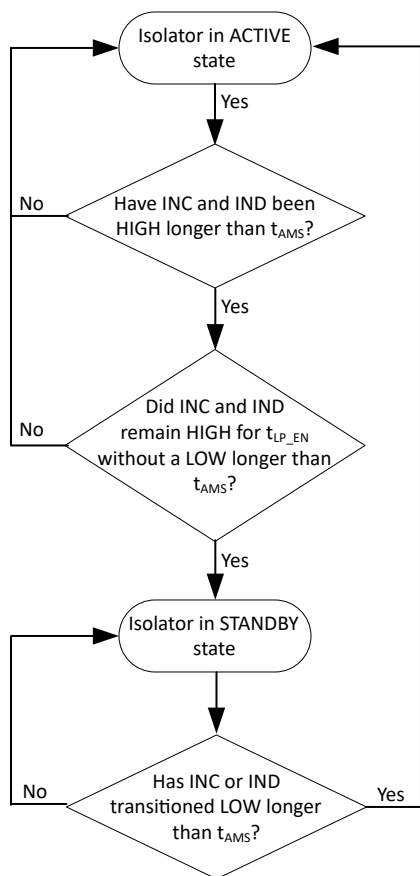 Isolator in ACTIVE
state
Yes
No
Have INC and IND been
HIGH longer than tAMS?
Yes
No
Did INC and IND
remain HIGH for tLP_EN
without a LOW longer than
tAMS?
Yes
Isolator in STANDBY
state
No
Has INC or IND
transitioned LOW longer
than tAMS?
Yes